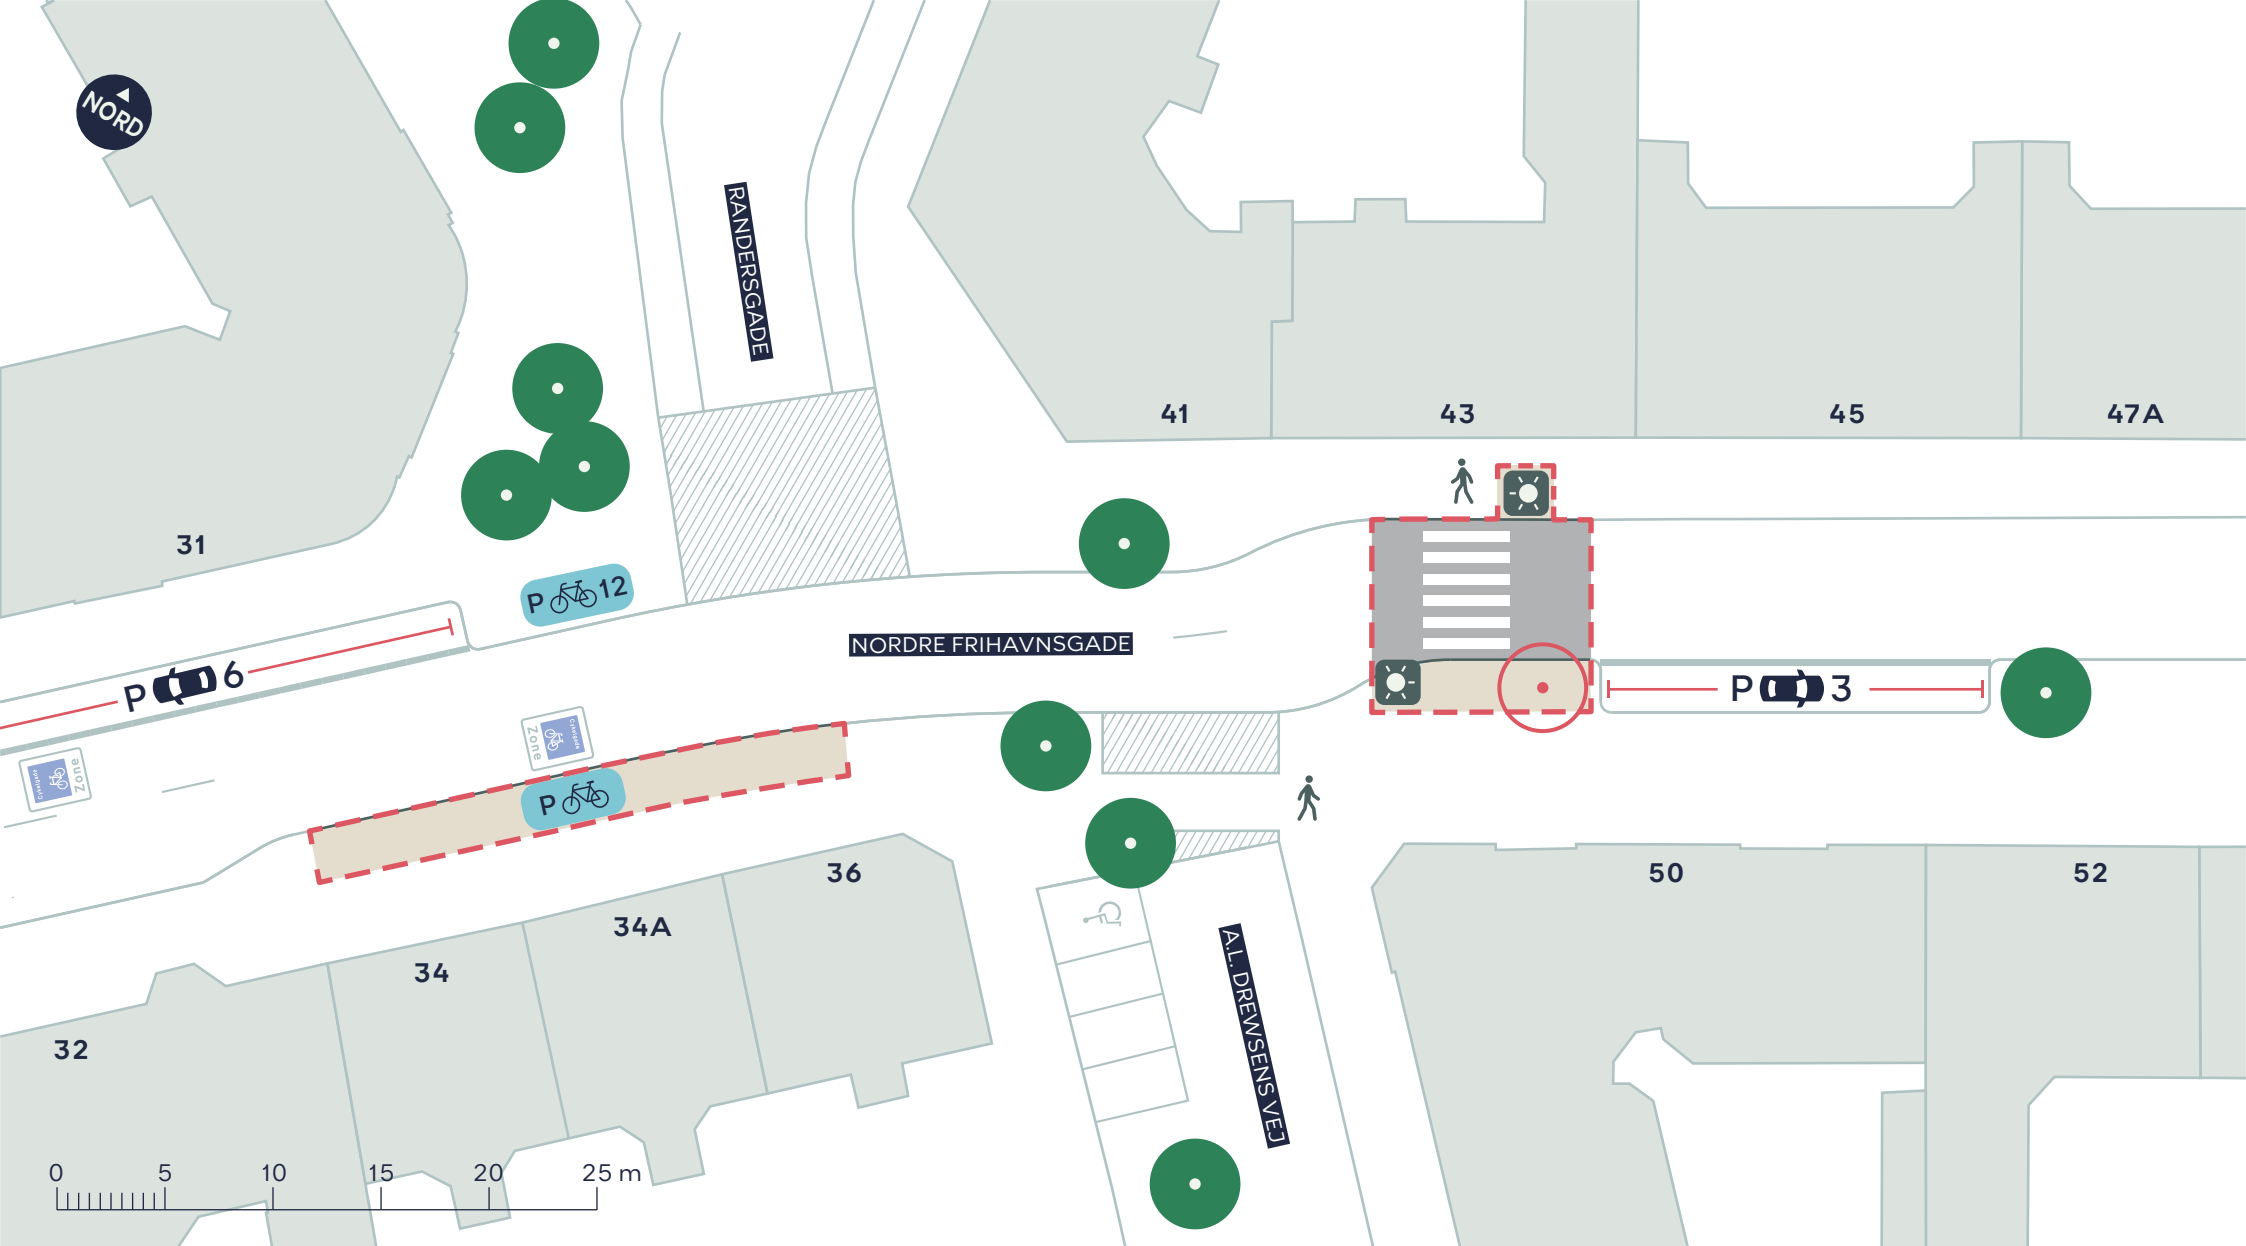 NORD
RANDERSGADE
41
43
45
47A
31
P 12
NORDRE FRIHAVNSGADE
P 6
P 3
Zone
Zone
P
36
50
52
34A
34
A.L. DREWSENS VEJ
32
0 5 10 15 20 25 m